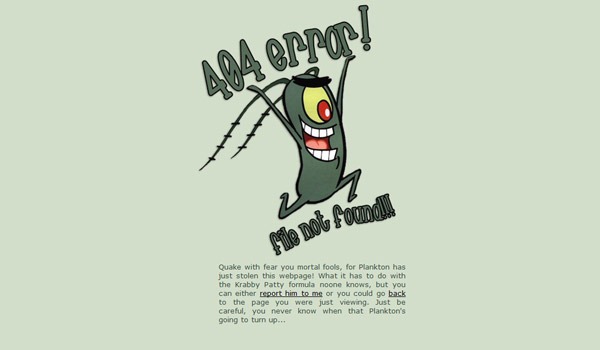 404 error!
file not found!!!
Quake with fear you mortal fools, for Plankton has
just stolen this webpage! What it has to do with
the Krabby Patty formula noone knows, but you
can either report him to me or you could go back
to the page you were just viewing. Just be
careful, you never know when that Plankton's
going to turn up...